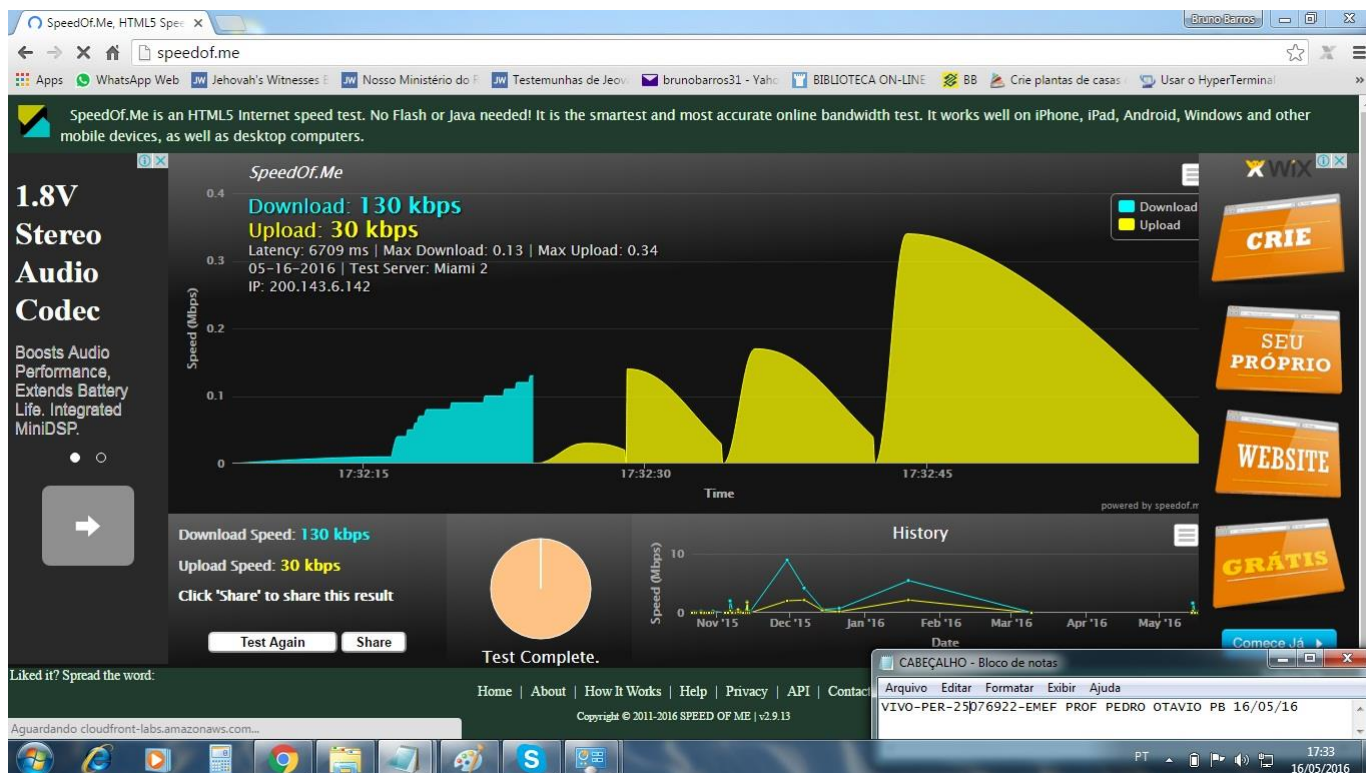 SpeedOf.Me, HTML5 Spee
Bruno Barros
speedof.me
Apps
WhatsApp Web
JW Jehovah's Witnesses
JW Nosso Ministério do
JW Testemunhas de Jeov
brunobarros31 - Yaho
BIBLIOTECA ON-LINE
BB
Crie plantas de casas
Usar o HyperTerminal
»
SpeedOf.Me is an HTML5 Internet speed test. No Flash or Java needed! It is the smartest and most accurate online bandwidth test. It works well on iPhone, iPad, Android, Windows and other
mobile devices, as well as desktop computers.
1.8V
Stereo
Audio
Codec
Boosts Audio
Performance,
Extends Battery
Life. Integrated
MiniDSP.
SpeedOf.Me
Download: 130 kbps
Upload: 30 kbps
Latency: 6709 ms | Max Download: 0.13 | Max Upload: 0.34
05-16-2016 | Test Server: Miami 2
IP: 200.143.6.142
Download
Upload
Speed (Mbps)
0.4
0.3
0.2
0.1
0
17:32:15
17:32:30
17:32:45
Time
powered by speedof.m
WiX
CRIE
SEU
PRÓPRIO
WEBSITE
GRÁTIS
Comece Já
Download Speed: 130 kbps
Upload Speed: 30 kbps
Click 'Share' to share this result
Test Again
Share
Test Complete.
History
Speed (Mbps)
10
0
Nov '15
Dec '15
Jan '16
Feb '16
Mar '16
Apr '16
May '16
Date
Liked it? Spread the word:
Home | About | How It Works | Help | Privacy | API | Contact
Copyright © 2011-2016 SPEED OF ME | v2.9.13
Aguardando cloudfront-labs.amazonaws.com...
CABEÇALHO - Bloco de notas
Arquivo Editar Formatar Exibir Ajuda
VIVO-PER-25076922-EMEF PROF PEDRO OTAVIO PB 16/05/16
PT
17:33
16/05/2016